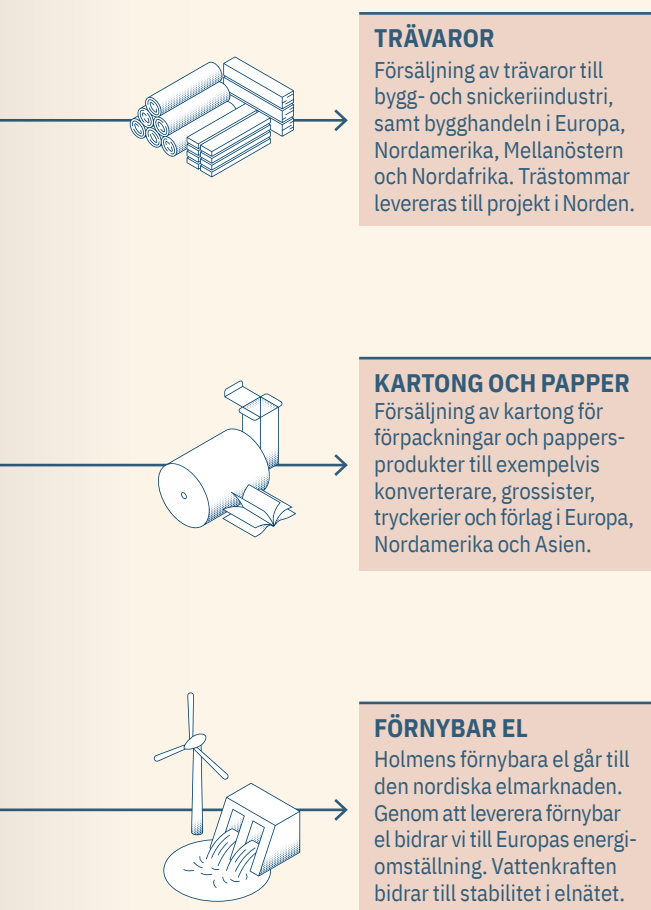 TRÄVAROR
Försäljning av trävaror till
bygg- och snickeriindustri,
samt bygghandeln i Europa,
Nordamerika, Mellanöstern
och Nordafrika. Trästommar
levereras till projekt i Norden.
KARTONG OCH PAPPER
Försäljning av kartong för
förpackningar och pappers-
produkter till exempelvis
konverterare, grossister,
tryckerier och förlag i Europa,
Nordamerika och Asien.
FÖRNYBAR EL
Holmens förnybara el går till
den nordiska elmarknaden.
Genom att leverera förnybar
el bidrar vi till Europas energi-
omställning. Vattenkraften
bidrar till stabilitet i elnätet.